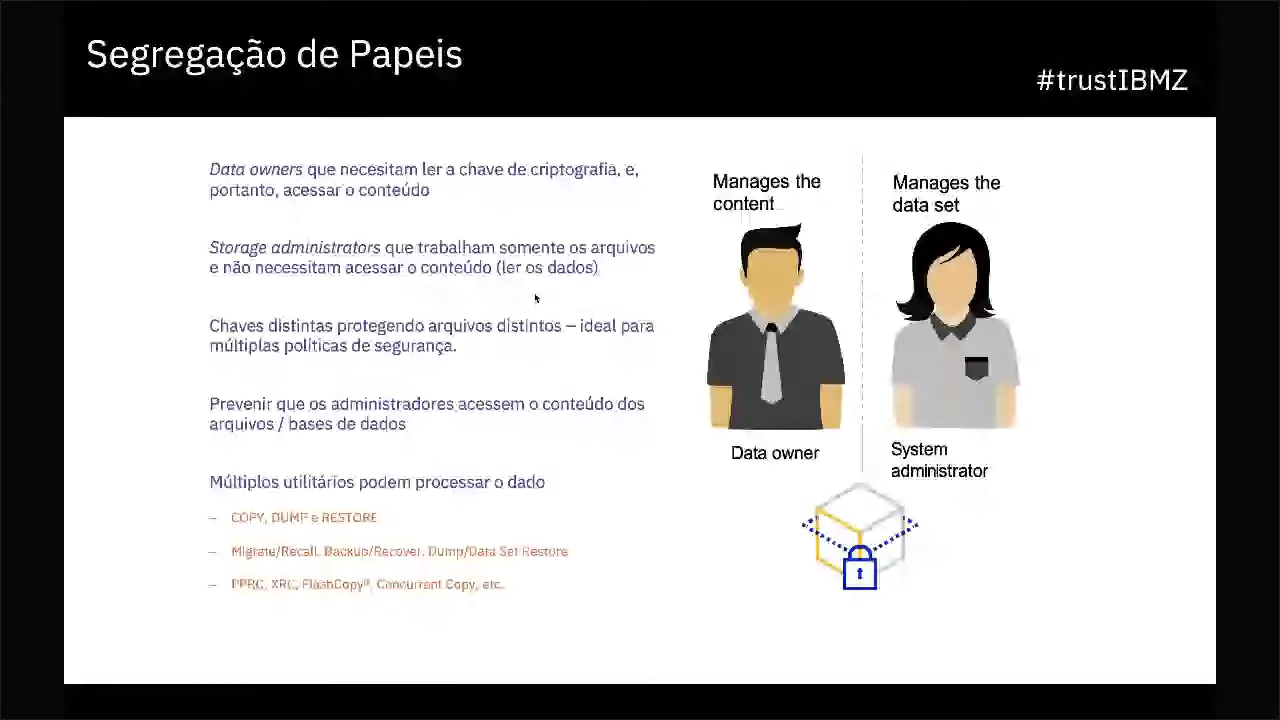 Segregação de Papeis
#trustIBMZ
Data owners que necesitam ler a chave de criptografia, e,
portanto, acessar o conteúdo
Storage administrators que trabalham somente os arquivos
e não necessitam acessar o conteúdo (ler os dados)
Chaves distintas protegendo arquivos distintos – ideal para
múltiplas políticas de segurança.
Prevenir que os administradores acessem o conteúdo dos
arquivos / bases de dados
Múltiplos utilitários podem processar o dado
– COPY, DUMP e RESTORE
– Migrate/Recall, Backup/Recover, Dump/Data Set Restore
– PPRC, XRC, FlashCopy®, Concurrent Copy, etc.
Manages the
content
Data owner
Manages the
data set
System
administrator